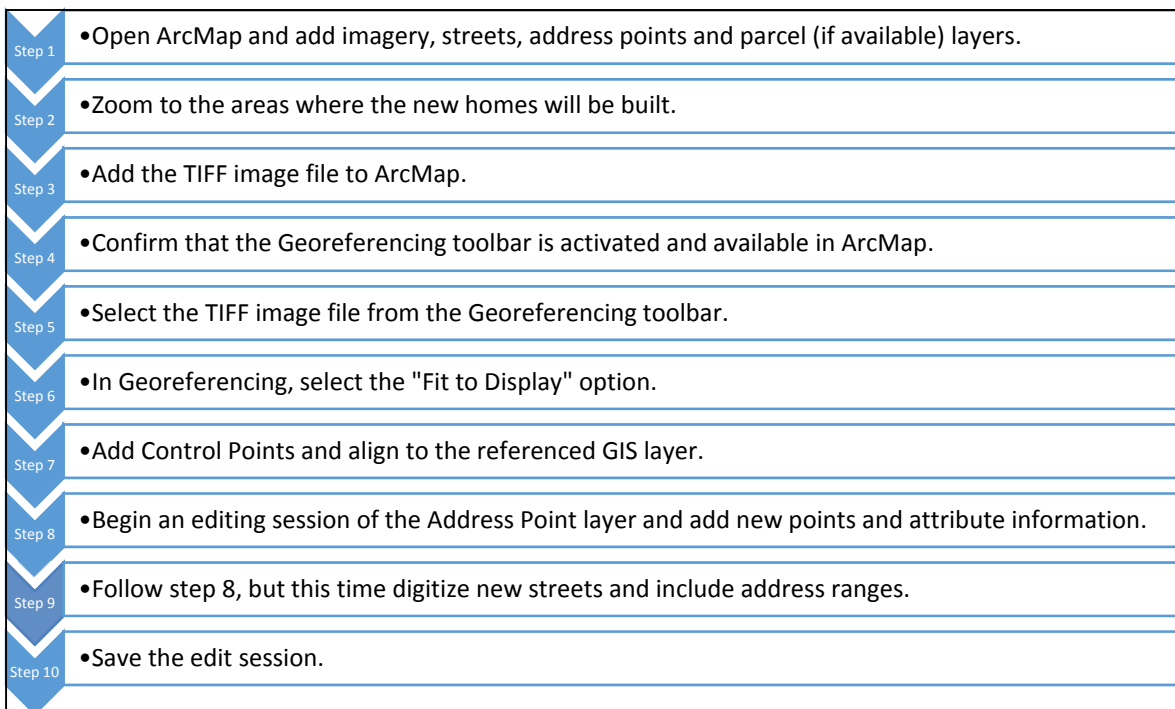 Step 1
•Open ArcMap and add imagery, streets, address points and parcel (if available) layers.
Step 2
•Zoom to the areas where the new homes will be built.
Step 3
•Add the TIFF image file to ArcMap.
Step 4
•Confirm that the Georeferencing toolbar is activated and available in ArcMap.
Step 5
•Select the TIFF image file from the Georeferencing toolbar.
Step 6
•In Georeferencing, select the "Fit to Display" option.
Step 7
•Add Control Points and align to the referenced GIS layer.
Step 8
•Begin an editing session of the Address Point layer and add new points and attribute information.
Step 9
•Follow step 8, but this time digitize new streets and include address ranges.
Step 10
•Save the edit session.